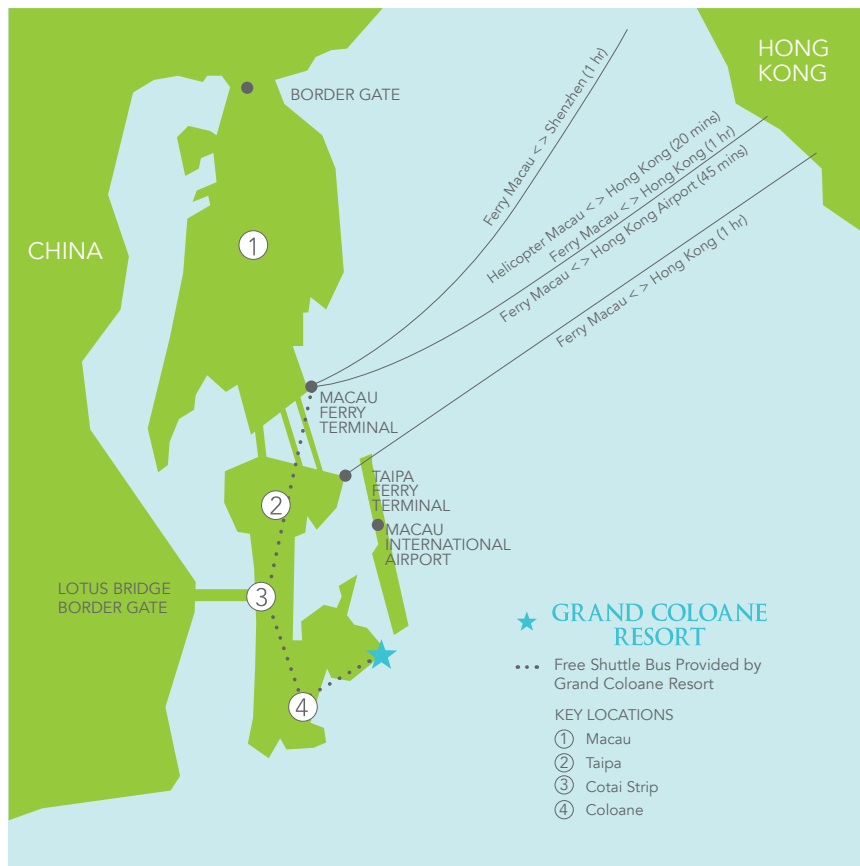 HONG
KONG
BORDER GATE
Ferry Macau < > Shenzhen (1 hr)
Helicopter Macau < > Hong Kong (20 mins)
Ferry Macau < > Hong Kong (1 hr)
Ferry Macau < > Hong Kong Airport (45 mins)
Ferry Macau < > Hong Kong (1 hr)
CHINA
1
MACAU
FERRY
TERMINAL
2
TAIPA
FERRY
TERMINAL
MACAU
INTERNATIONAL
AIRPORT
LOTUS BRIDGE
BORDER GATE
3
4
GRAND COLOANE
RESORT
Free Shuttle Bus Provided by
Grand Coloane Resort
KEY LOCATIONS
1 Macau
2 Taipa
3 Cotai Strip
4 Coloane